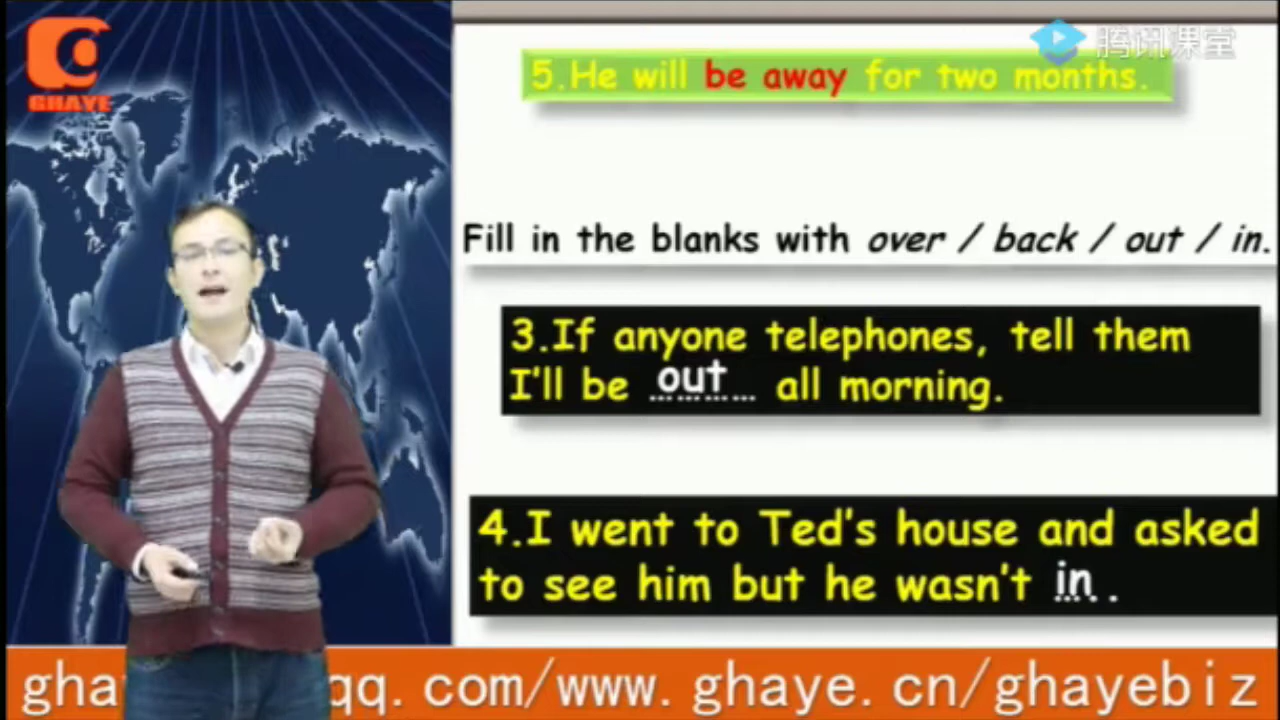 GHAYE
腾讯课堂
5.He will be away for two months.
Fill in the blanks with over / back / out / in.
3.If anyone telephones, tell them
I'll be out all morning.
4.I went to Ted's house and asked
to see him but he wasn't in.
gha qq.com/www.ghaye.cn/ghayebiz